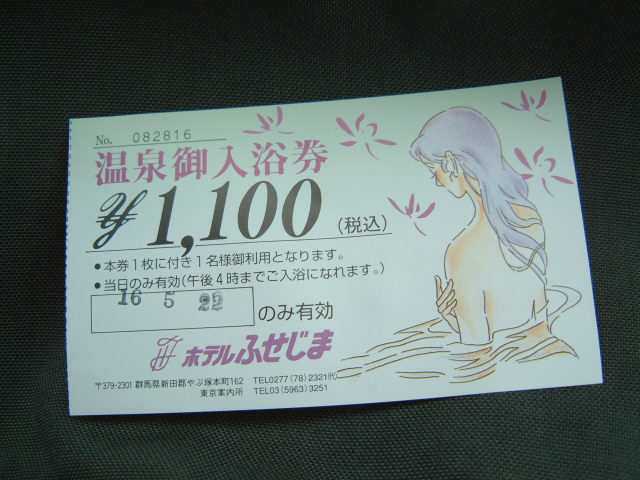 No. 082816
温泉御入浴券
¥1,100(税込)
●本券1枚に付き1名様御利用となります。
●当日のみ有効(午後4時までご入浴になれます。)
16 5 22 のみ有効
ホテルふせじま
〒379-2301 群馬県新田郡やぶ塚本町162 TEL0277(78)2321(代)
東京案内所 TEL03(5963)3251